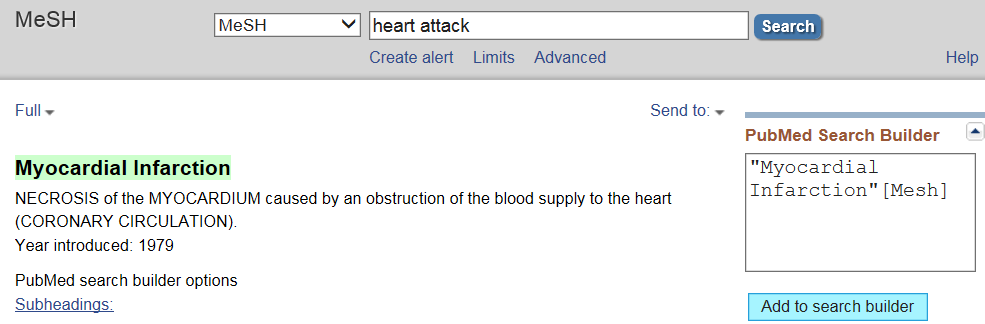 MeSH
MeSH heart attack Search
Create alert Limits Advanced Help
Full Send to:
PubMed Search Builder
"Myocardial
Infarction"[Mesh]
Add to search builder
Myocardial Infarction
NECROSIS of the MYOCARDIUM caused by an obstruction of the blood supply to the heart
(CORONARY CIRCULATION).
Year introduced: 1979
PubMed search builder options
Subheadings: